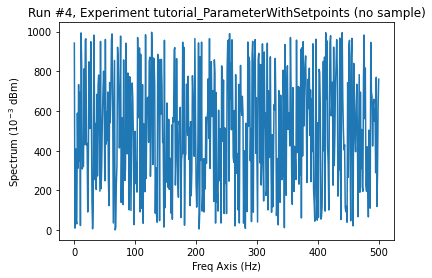 Run #4, Experiment tutorial_ParameterWithSetpoints (no sample)
1000
800
600
400
200
0
Spectrum (10⁻³ dBm)
0 100 200 300 400 500
Freq Axis (Hz)